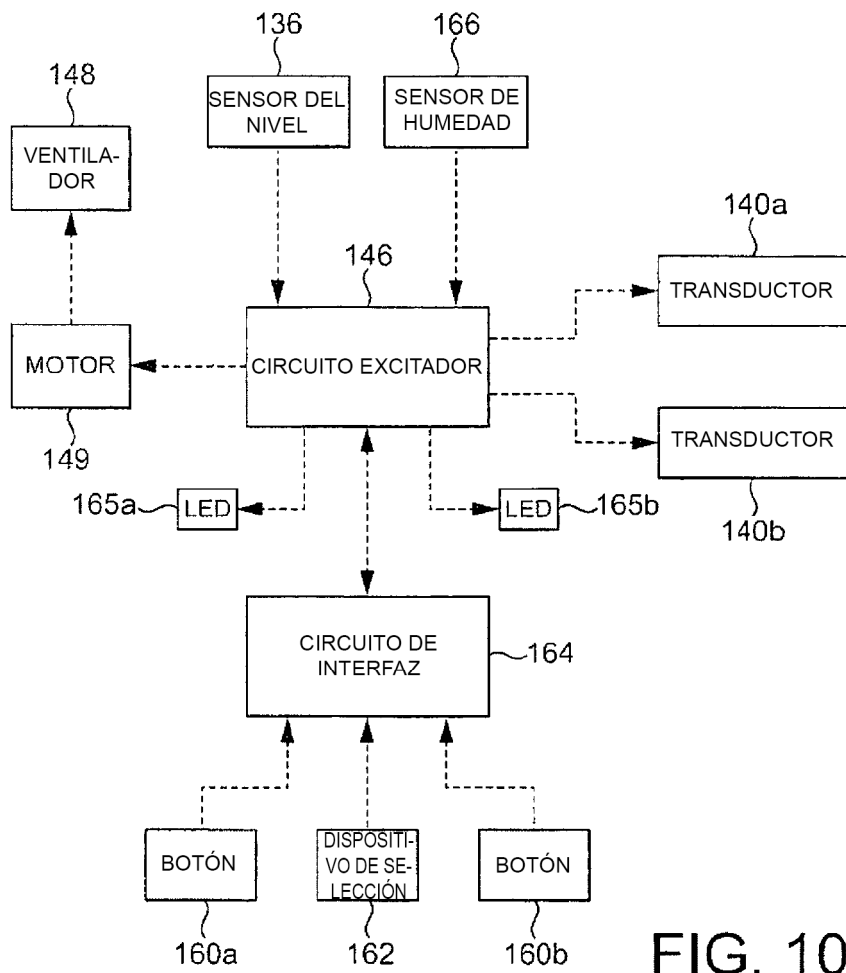 136
166
148
SENSOR DEL
NIVEL
SENSOR DE
HUMEDAD
VENTILA-
DOR
140a
146
TRANSDUCTOR
MOTOR
CIRCUITO EXCITADOR
149
TRANSDUCTOR
165a
LED
LED
165b
140b
CIRCUITO DE
INTERFAZ
164
BOTÓN
DISPOSITI-
VO DE SE-
LECCIÓN
BOTÓN
160a
162
160b
FIG. 10